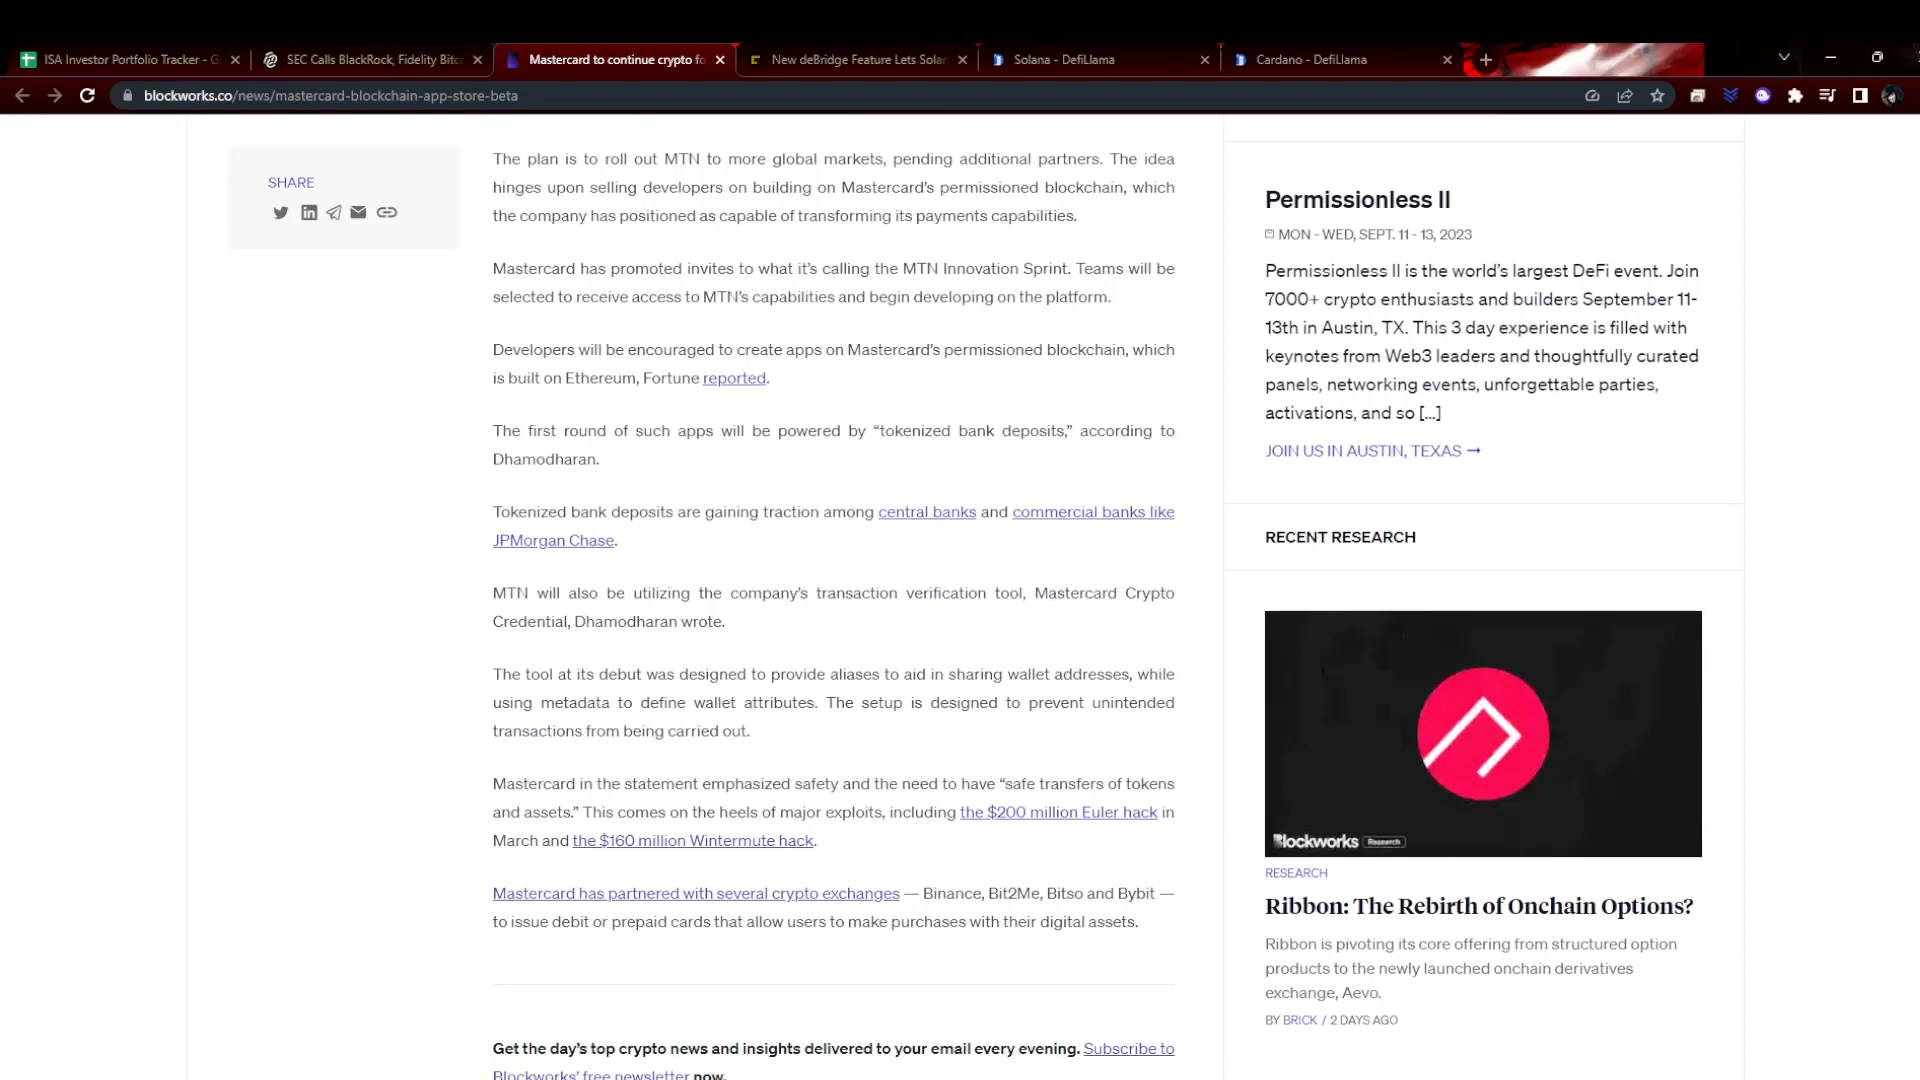 ISA Investor Portfolio Tracker - G
SEC Calls BlackRock, Fidelity Bitc
Mastercard to continue crypto fo
New deBridge Feature Lets Solan
Solana - DefiLlama
Cardano - DefiLlama
blockworks.co/news/mastercard-blockchain-app-store-beta
SHARE
The plan is to roll out MTN to more global markets, pending additional partners. The idea
hinges upon selling developers on building on Mastercard’s permissioned blockchain, which
the company has positioned as capable of transforming its payments capabilities.
Mastercard has promoted invites to what it’s calling the MTN Innovation Sprint. Teams will be
selected to receive access to MTN’s capabilities and begin developing on the platform.
Developers will be encouraged to create apps on Mastercard’s permissioned blockchain, which
is built on Ethereum, Fortune reported.
The first round of such apps will be powered by “tokenized bank deposits,” according to
Dhamodharan.
Tokenized bank deposits are gaining traction among central banks and commercial banks like
JPMorgan Chase.
MTN will also be utilizing the company’s transaction verification tool, Mastercard Crypto
Credential, Dhamodharan wrote.
The tool at its debut was designed to provide aliases to aid in sharing wallet addresses, while
using metadata to define wallet attributes. The setup is designed to prevent unintended
transactions from being carried out.
Mastercard in the statement emphasized safety and the need to have “safe transfers of tokens
and assets.” This comes on the heels of major exploits, including the $200 million Euler hack in
March and the $160 million Wintermute hack.
Mastercard has partnered with several crypto exchanges — Binance, Bit2Me, Bitso and Bybit —
to issue debit or prepaid cards that allow users to make purchases with their digital assets.
Get the day’s top crypto news and insights delivered to your email every evening. Subscribe to
Blockworks’ free newsletter now.
Permissionless II
MON - WED, SEPT. 11 - 13, 2023
Permissionless II is the world’s largest DeFi event. Join
7000+ crypto enthusiasts and builders September 11-
13th in Austin, TX. This 3 day experience is filled with
keynotes from Web3 leaders and thoughtfully curated
panels, networking events, unforgettable parties,
activations, and so [...]
JOIN US IN AUSTIN, TEXAS →
RECENT RESEARCH
Blockworks Research
RESEARCH
Ribbon: The Rebirth of Onchain Options?
Ribbon is pivoting its core offering from structured option
products to the newly launched onchain derivatives
exchange, Aevo.
BY BRICK / 2 DAYS AGO